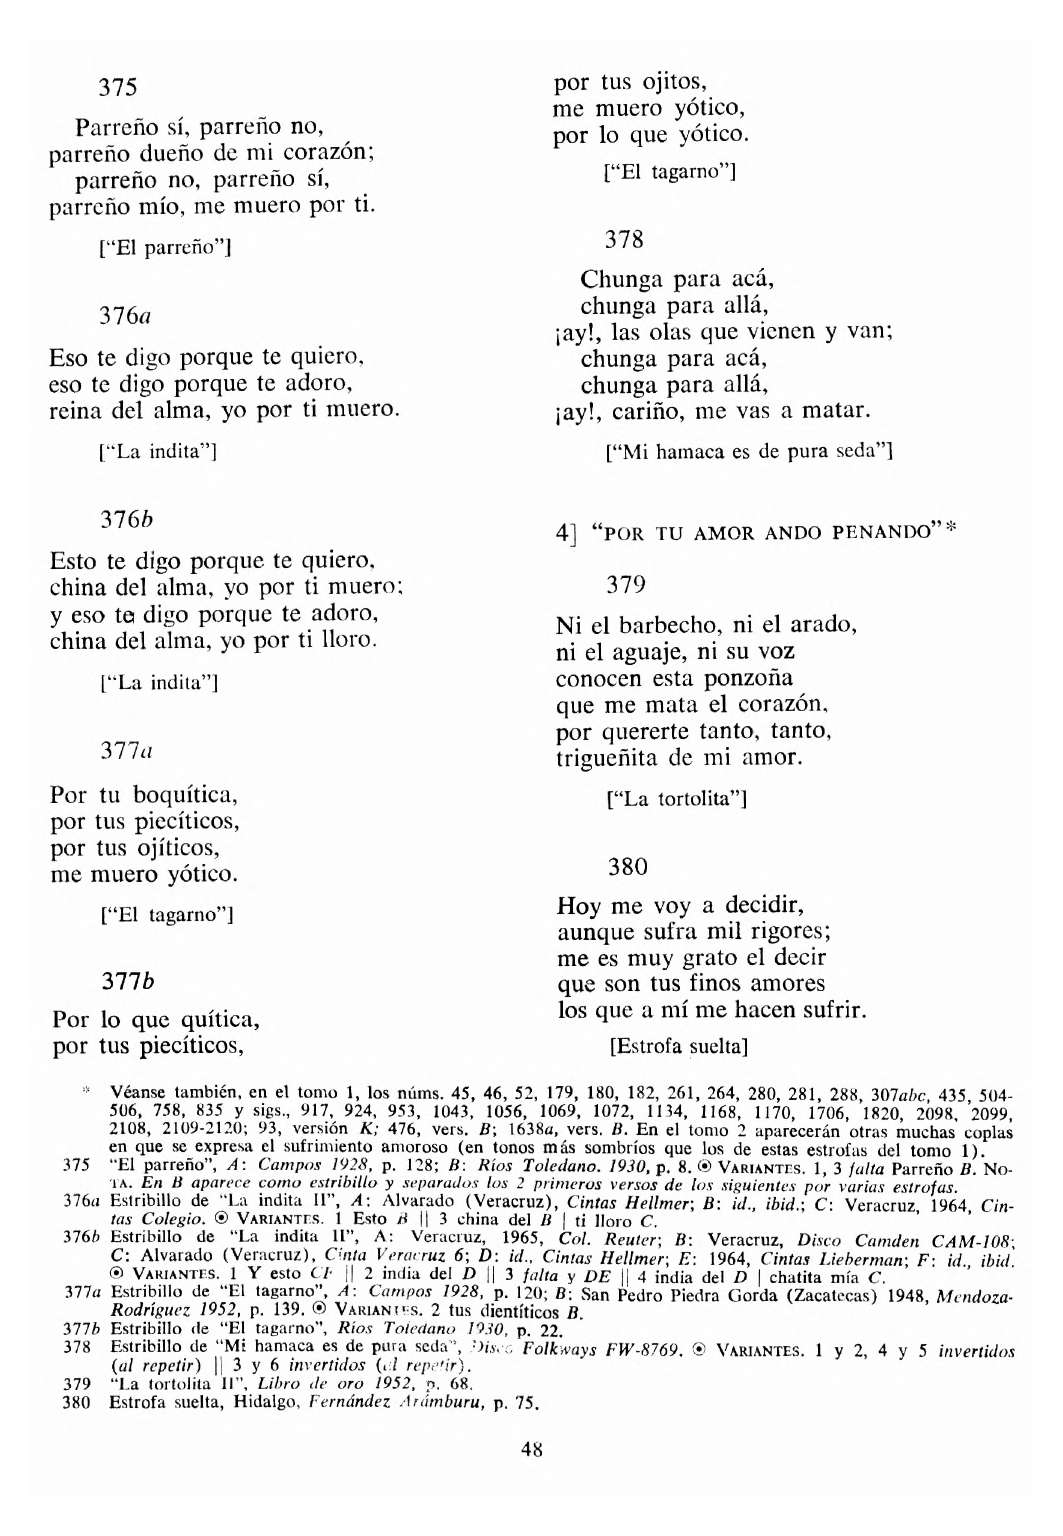 375
Parreño sí, parreño no,
parreño dueño de mi corazón;
parreño no, parreño sí,
parreño mío, me muero por ti.
["El parreño"]
376a
Eso te digo porque te quiero,
eso te digo porque te adoro,
reina del alma, yo por ti muero.
["La indita"]
376b
Esto te digo porque te quiero,
china del alma, yo por ti muero;
y eso te digo porque te adoro,
china del alma, yo por ti lloro.
["La indita"]
377a
Por tu boquítica,
por tus piecíticos,
por tus ojíticos,
me muero yótico.
["El tagarno"]
377b
Por lo que quítica,
por tus piecíticos,
por tus ojitos,
me muero yótico,
por lo que yótico.
["El tagarno"]
378
Chunga para acá,
chunga para allá,
¡ay!, las olas que vienen y van;
chunga para acá,
chunga para allá,
¡ay!, cariño, me vas a matar.
["Mi hamaca es de pura seda"]
4] "POR TU AMOR ANDO PENANDO"*
379
Ni el barbecho, ni el arado,
ni el aguaje, ni su voz
conocen esta ponzoña
que me mata el corazón,
por quererte tanto, tanto,
trigueñita de mi amor.
["La tortolita"]
380
Hoy me voy a decidir,
aunque sufra mil rigores;
me es muy grato el decir
que son tus finos amores
los que a mí me hacen sufrir.
[Estrofa suelta]
* Véanse también, en el tomo 1, los núms. 45, 46, 52, 179, 180, 182, 261, 264, 280, 281, 288, 307abc, 435, 504-
506, 758, 835 y sigs., 917, 924, 953, 1043, 1056, 1069, 1072, 1134, 1168, 1170, 1706, 1820, 2098, 2099,
2108, 2109-2120; 93, versión K; 476, vers. B; 1638a, vers. B. En el tomo 2 aparecerán otras muchas coplas
en que se expresa el sufrimiento amoroso (en tonos más sombríos que los de estas estrofas del tomo 1).
375 "El parreño", A: Campos 1928, p. 128; B: Ríos Toledano. 1930, p. 8. ⊙ VARIANTES. 1, 3 falta Parreño B. NO-
TA. En B aparece como estribillo y separados los 2 primeros versos de los siguientes por varias estrofas.
376a Estribillo de "La indita II", A: Alvarado (Veracruz), Cintas Hellmer; B: id., ibid.; C: Veracruz, 1964, Cin-
tas Colegio. ⊙ VARIANTES. 1 Esto B || 3 china del B | ti lloro C.
376b Estribillo de "La indita II", A: Veracruz, 1965, Col. Reuter; B: Veracruz, Disco Camden CAM-108;
C: Alvarado (Veracruz), Cinta Veracruz 6; D: id., Cintas Hellmer; E: 1964, Cintas Lieberman; F: id., ibid.
⊙ VARIANTES. 1 Y esto CF || 2 india del D || 3 falta y DE || 4 india del D | chatita mía C.
377a Estribillo de "El tagarno", A: Campos 1928, p. 120; B: San Pedro Piedra Gorda (Zacatecas) 1948, Mendoza-
Rodríguez 1952, p. 139. ⊙ VARIANTES. 2 tus dientíticos B.
377b Estribillo de "El tagarno", Ríos Toledano 1930, p. 22.
378 Estribillo de "Mi hamaca es de pura seda", Disco Folkways FW-8769. ⊙ VARIANTES. 1 y 2, 4 y 5 invertidos
(al repetir) || 3 y 6 invertidos (al repetir).
379 "La tortolita II", Libro de oro 1952, p. 68.
380 Estrofa suelta, Hidalgo, Fernández Arámburu, p. 75.
48